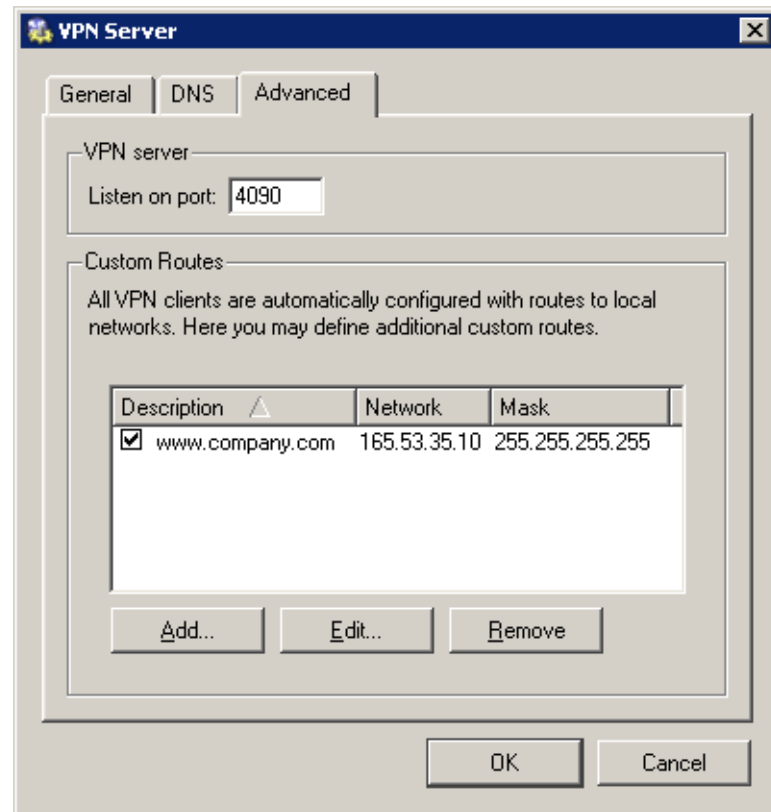 VPN Server
General DNS Advanced
VPN server
Listen on port: 4090
Custom Routes
All VPN clients are automatically configured with routes to local
networks. Here you may define additional custom routes.
Description Network Mask
www.company.com 165.53.35.10 255.255.255.255
Add... Edit... Remove
OK Cancel